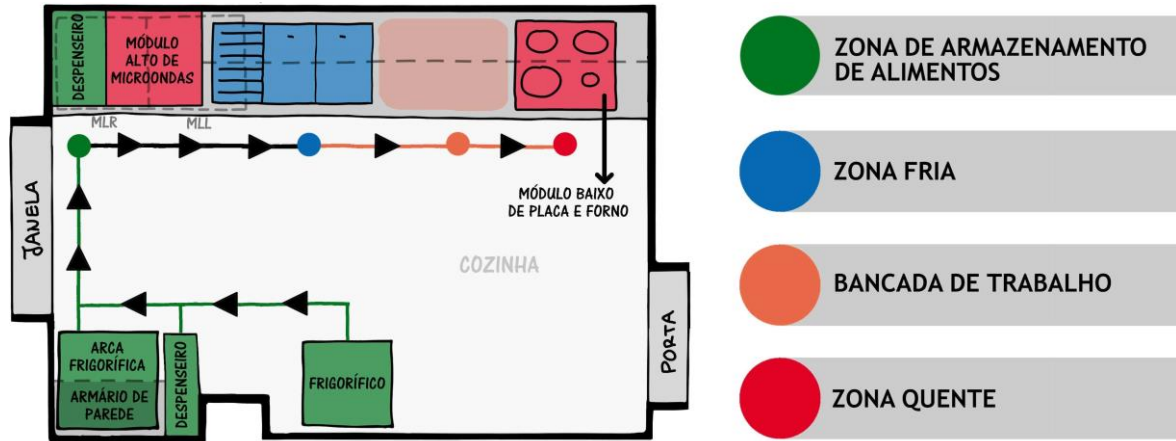 DESPENSEIRO
MÓDULO
ALTO DE
MICROONDAS
MLR
MLL
JANELA
MÓDULO BAIXO
DE PLACA E FORNO
COZINHA
ARCA
FRIGORÍFICA
ARMÁRIO DE
PAREDE
DESPENSEIRO
FRIGORÍFICO
PORTA
ZONA DE ARMAZENAMENTO
DE ALIMENTOS
ZONA FRIA
BANCADA DE TRABALHO
ZONA QUENTE